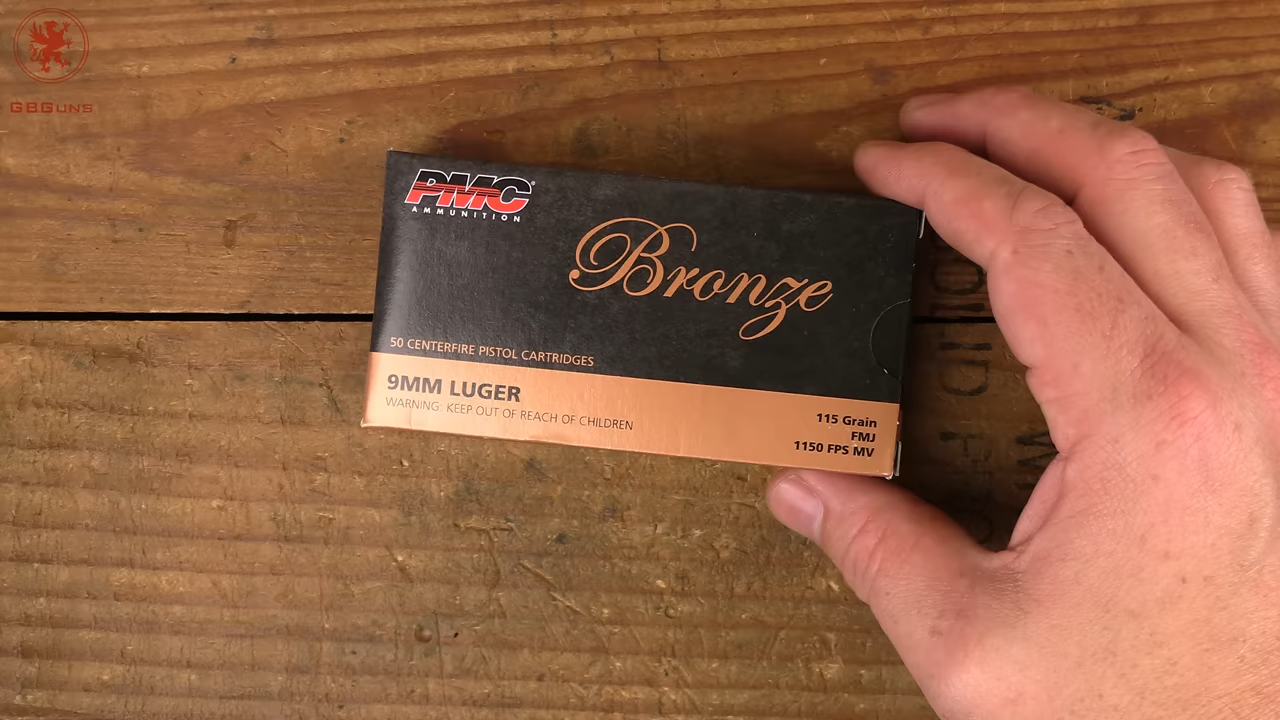 GBGUNS
PMC®
AMMUNITION
Bronze
50 CENTERFIRE PISTOL CARTRIDGES
9MM LUGER
WARNING: KEEP OUT OF REACH OF CHILDREN
115 Grain
FMJ
1150 FPS MV